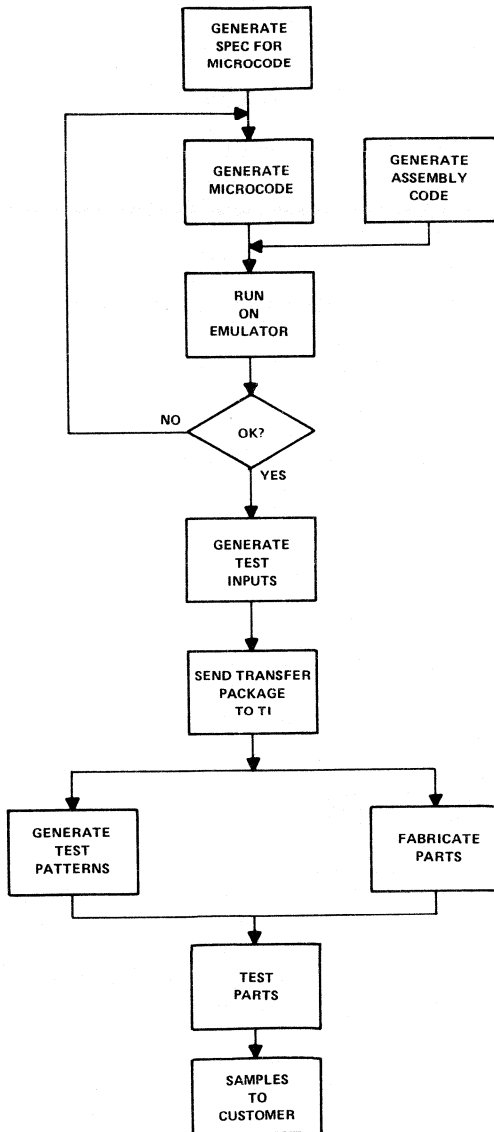 GENERATE
SPEC FOR
MICROCODE
GENERATE
MICROCODE
GENERATE
ASSEMBLY
CODE
RUN
ON
EMULATOR
NO
OK?
YES
GENERATE
TEST
INPUTS
SEND TRANSFER
PACKAGE
TO TI
GENERATE
TEST
PATTERNS
FABRICATE
PARTS
TEST
PARTS
SAMPLES
TO
CUSTOMER